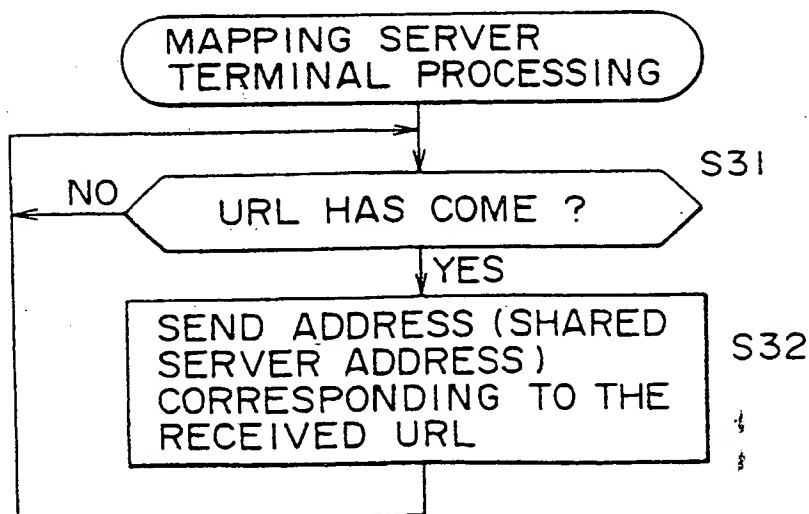 MAPPING SERVER
TERMINAL PROCESSING
S31
NO
URL HAS COME ?
YES
SEND ADDRESS (SHARED
SERVER ADDRESS)
CORRESPONDING TO THE
RECEIVED URL
S32